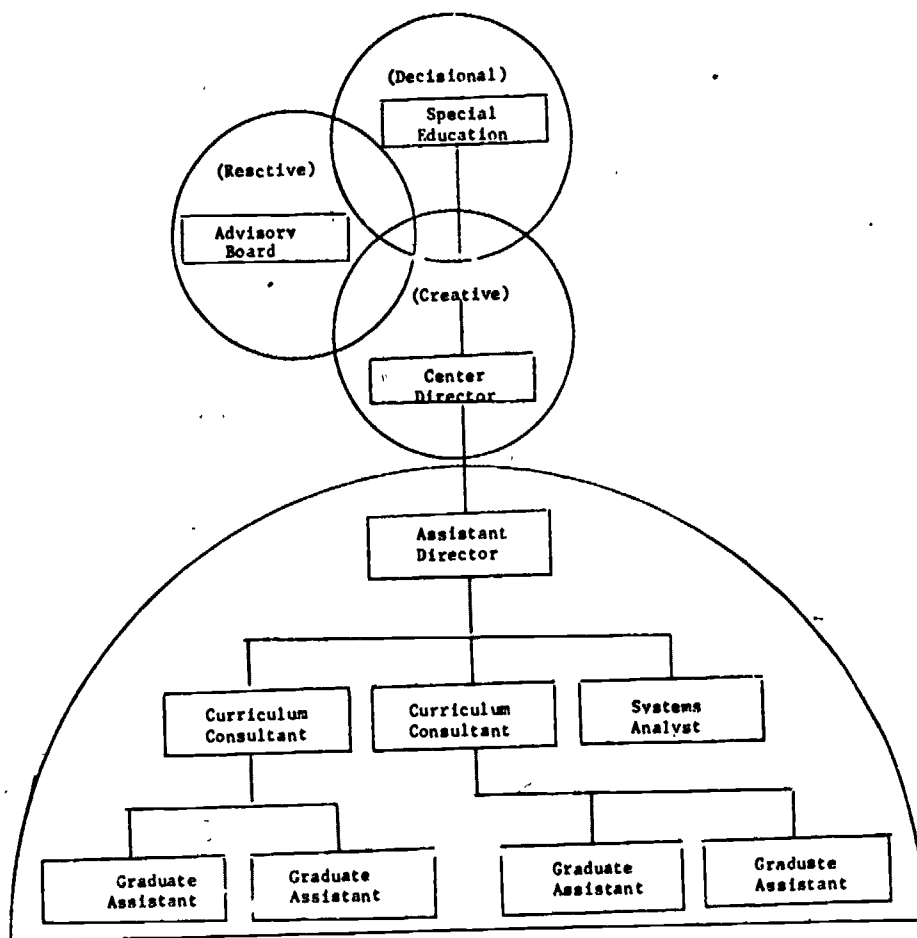 (Decisional)
Special
Education
(Resctive)
Advisory
Board
(Creative)
Center
Director
Assistant
Director
Curriculum
Consultant
Curriculum
Consultant
Systems
Analyst
Graduate
Assistant
Graduate
Assistant
Graduate
Assistant
Graduate
Assistant